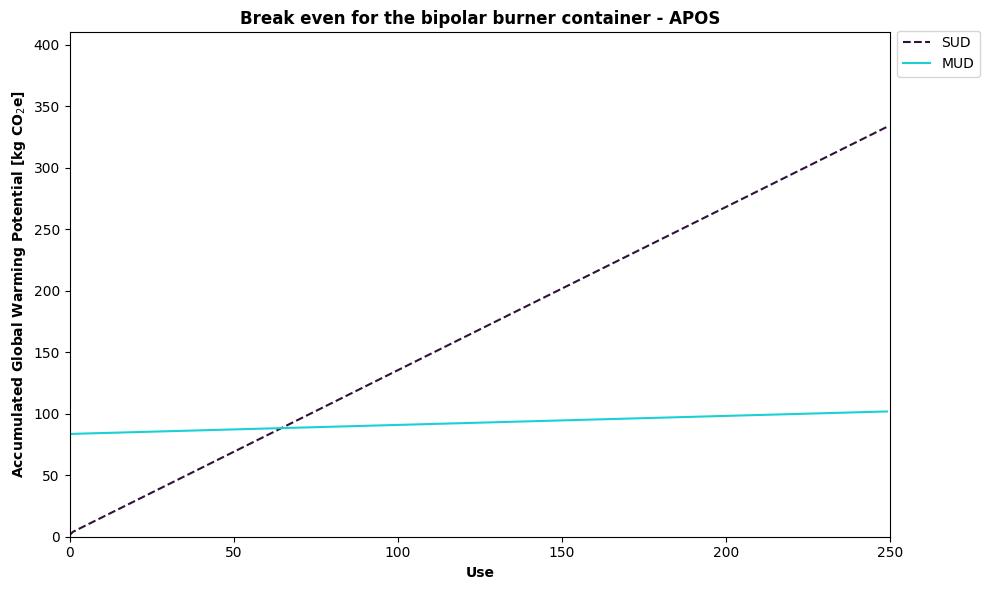 Break even for the bipolar burner container - APOS
SUD
MUD
Accumulated Global Warming Potential [kg CO₂e]
400
350
300
250
200
150
100
50
0
0 50 100 150 200 250
Use